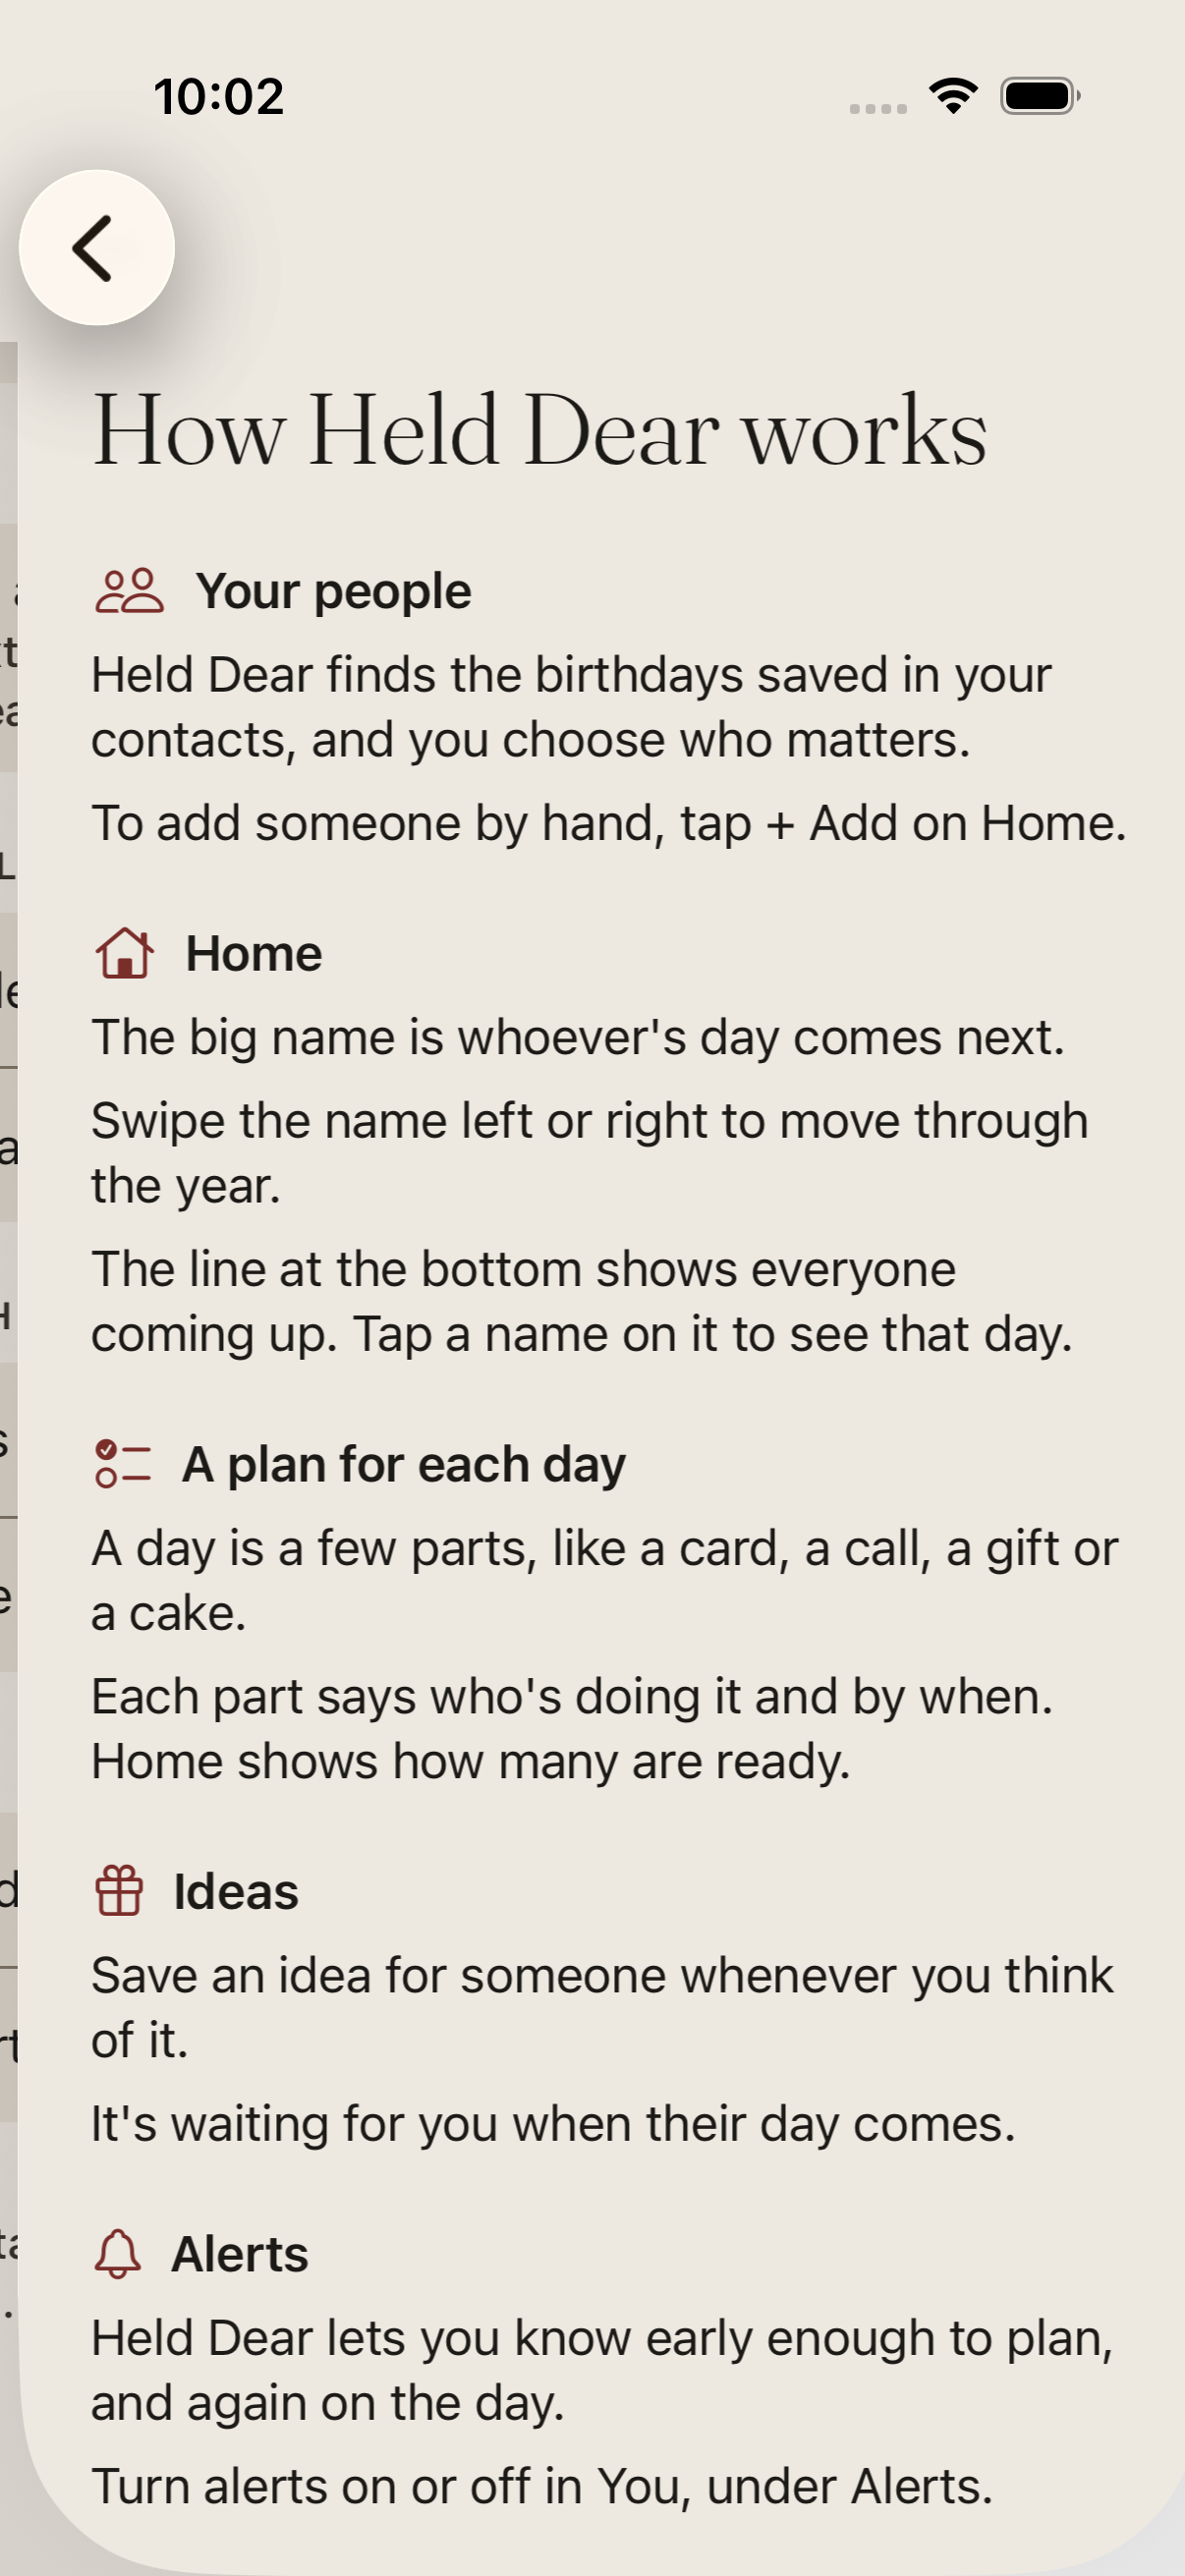 10:02
How Held Dear works
Your people
Held Dear finds the birthdays saved in your
contacts, and you choose who matters.
To add someone by hand, tap + Add on Home.
Home
The big name is whoever's day comes next.
Swipe the name left or right to move through
the year.
The line at the bottom shows everyone
coming up. Tap a name on it to see that day.
A plan for each day
A day is a few parts, like a card, a call, a gift or
a cake.
Each part says who's doing it and by when.
Home shows how many are ready.
Ideas
Save an idea for someone whenever you think
of it.
It's waiting for you when their day comes.
Alerts
Held Dear lets you know early enough to plan,
and again on the day.
Turn alerts on or off in You, under Alerts.